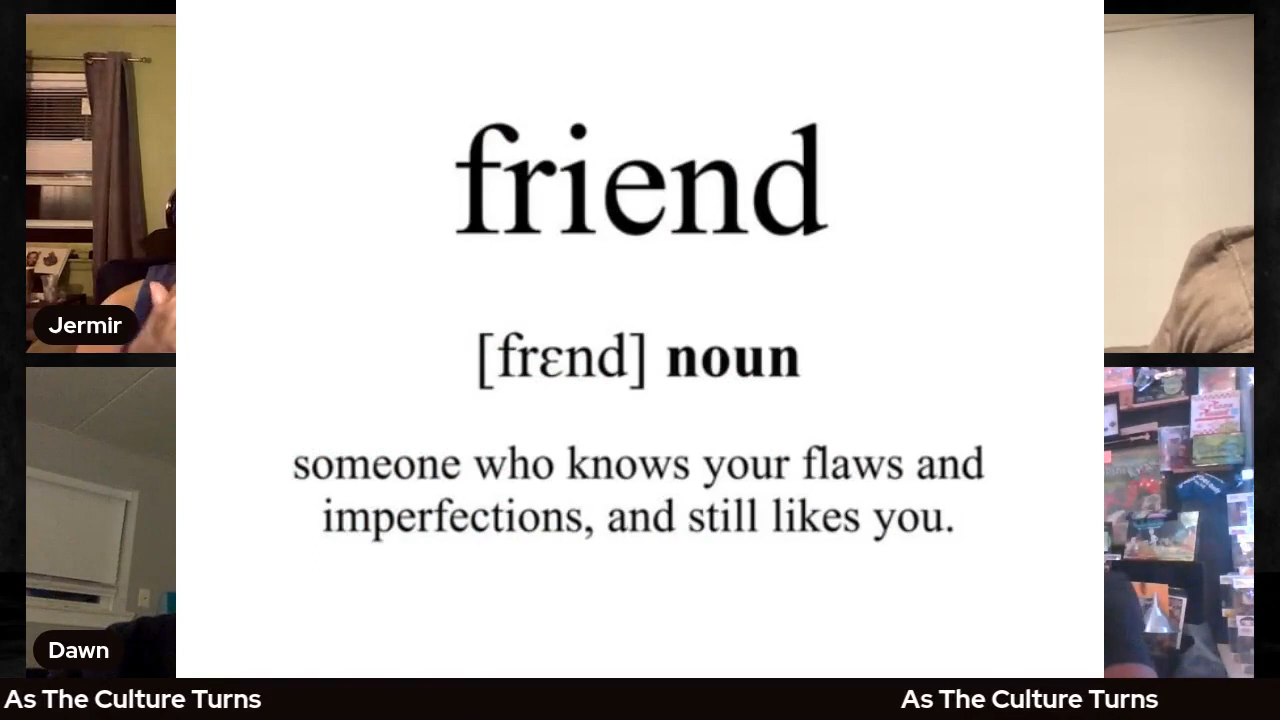 friend
[frɛnd] noun
someone who knows your flaws and
imperfections, and still likes you.
Jermir
Dawn
As The Culture Turns
As The Culture Turns